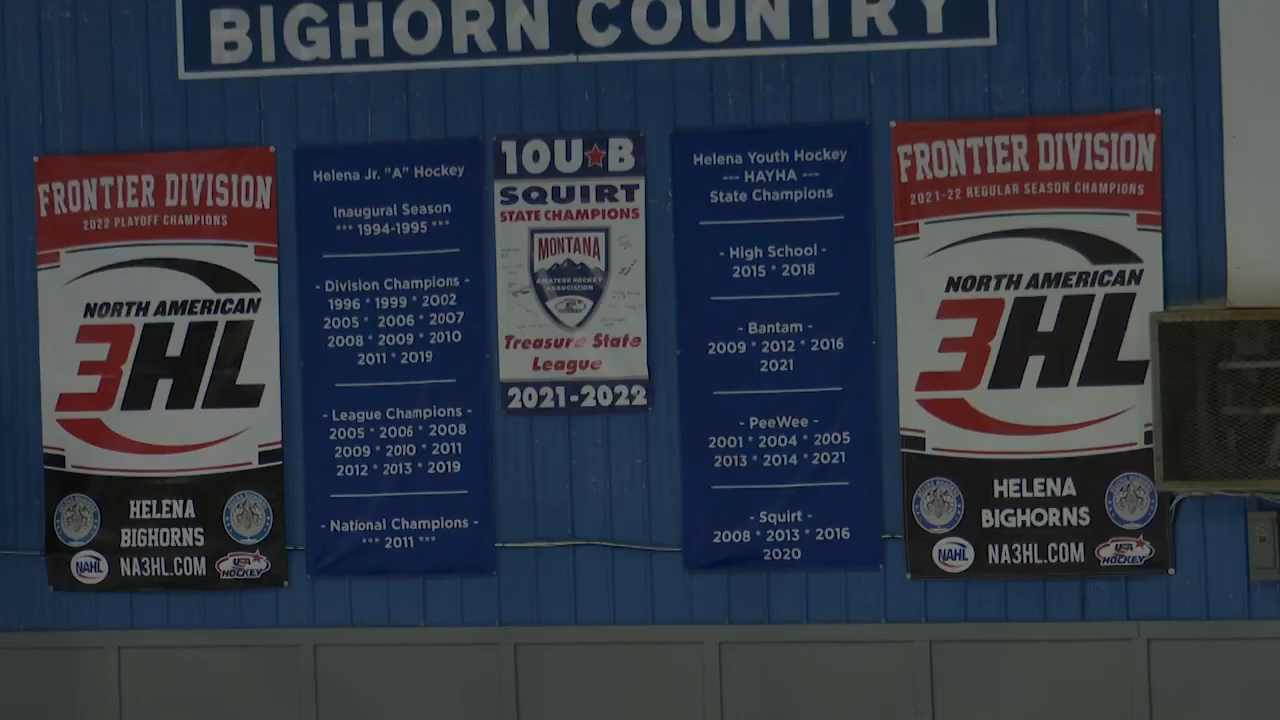 BIGHORN COUNTRY
FRONTIER DIVISION
2022 PLAYOFF CHAMPIONS
NORTH AMERICAN
3HL
HELENA
BIGHORNS
NAHL
NA3HL.COM
USA
HOCKEY
Helena Jr. "A" Hockey
Inaugural Season
*** 1994-1995 ***
- Division Champions -
1996 * 1999 * 2002
2005 * 2006 * 2007
2008 * 2009 * 2010
2011 * 2019
- League Champions -
2005 * 2006 * 2008
2009 * 2010 * 2011
2012 * 2013 * 2019
- National Champions -
*** 2011 ***
10U★B
SQUIRT
STATE CHAMPIONS
MONTANA
AMATEUR HOCKEY
ASSOCIATION
Treasure State
League
2021-2022
Helena Youth Hockey
--- HAYHA ---
State Champions
- High School -
2015 * 2018
- Bantam -
2009 * 2012 * 2016
2021
- PeeWee -
2001 * 2004 * 2005
2013 * 2014 * 2021
- Squirt -
2008 * 2013 * 2016
2020
FRONTIER DIVISION
2021-22 REGULAR SEASON CHAMPIONS
NORTH AMERICAN
3HL
HELENA
BIGHORNS
NAHL
NA3HL.COM
USA
HOCKEY